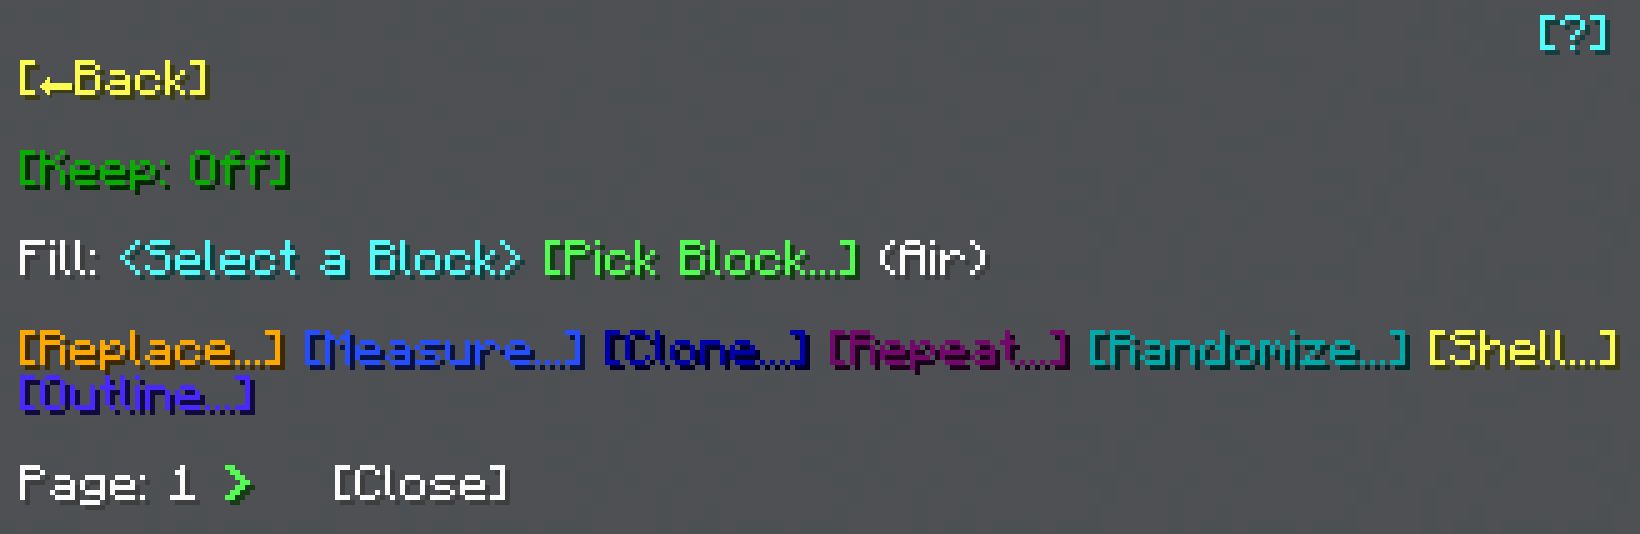 [?]
[←Back]
[Keep: Off]
Fill: <Select a Block> [Pick Block...] (Air)
[Replace...] [Measure...] [Clone...] [Repeat...] [Randomize...] [Shell...]
[Outline...]
Page: 1 > [Close]